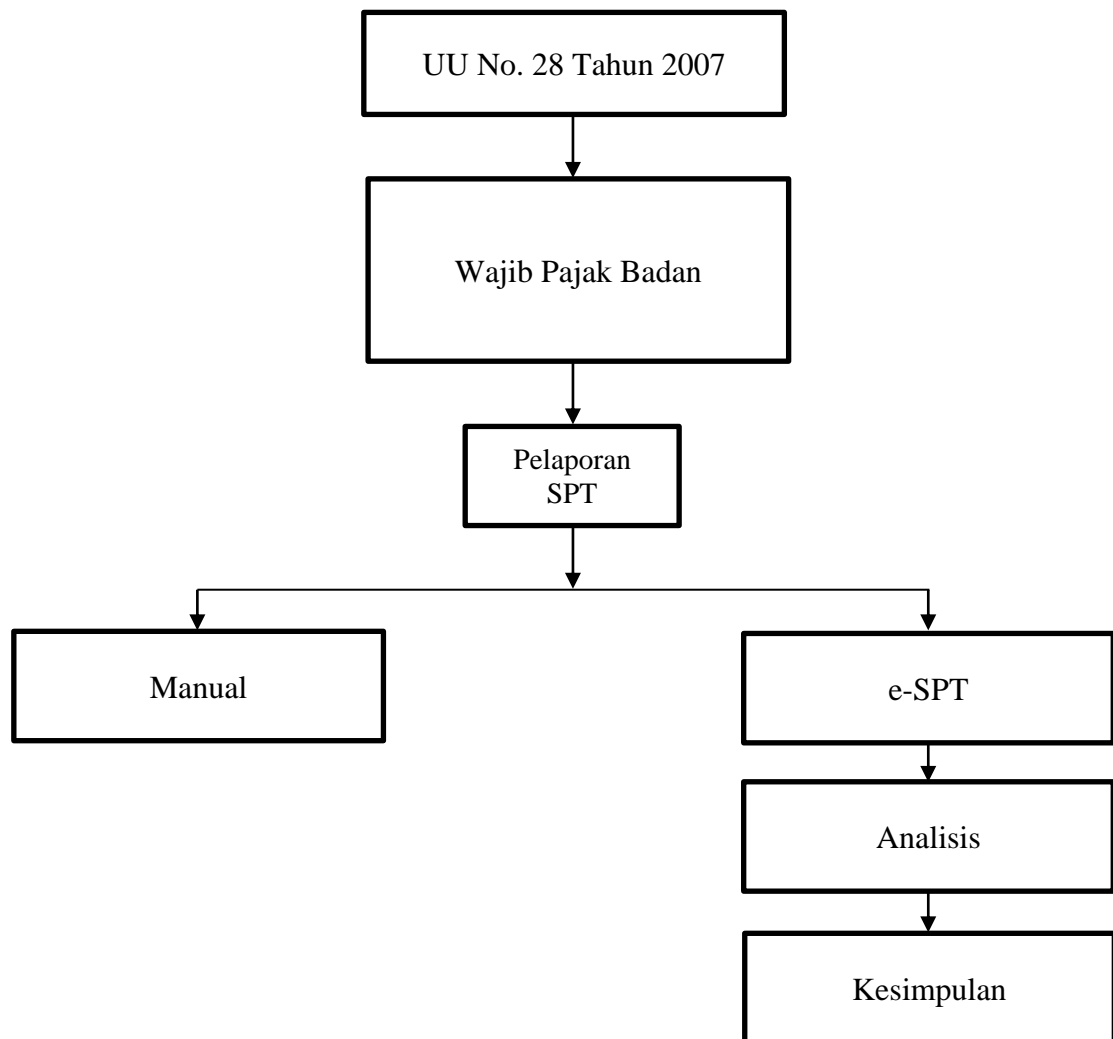 UU No. 28 Tahun 2007
Wajib Pajak Badan
Pelaporan
SPT
Manual
e-SPT
Analisis
Kesimpulan